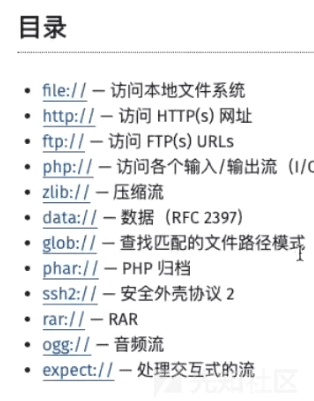 目录
file:// — 访问本地文件系统
http:// — 访问 HTTP(s) 网址
ftp:// — 访问 FTP(s) URLs
php:// — 访问各个输入/输出流（I/O
zlib:// — 压缩流
data:// — 数据（RFC 2397）
glob:// — 查找匹配的文件路径模式
phar:// — PHP 归档
ssh2:// — 安全外壳协议 2
rar:// — RAR
ogg:// — 音频流
expect:// — 处理交互式的流
先知社区